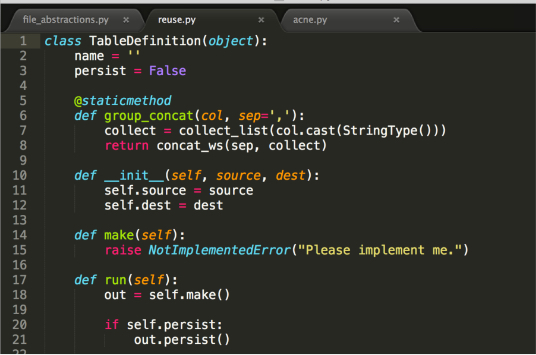 file_abstractions.py × reuse.py × acne.py ×
1 class TableDefinition(object):
2     name = ''
3     persist = False
4
5     @staticmethod
6     def group_concat(col, sep=','):
7         collect = collect_list(col.cast(StringType()))
8         return concat_ws(sep, collect)
9
10     def __init__(self, source, dest):
11         self.source = source
12         self.dest = dest
13
14     def make(self):
15         raise NotImplementedError("Please implement me.")
16
17     def run(self):
18         out = self.make()
19
20         if self.persist:
21             out.persist()